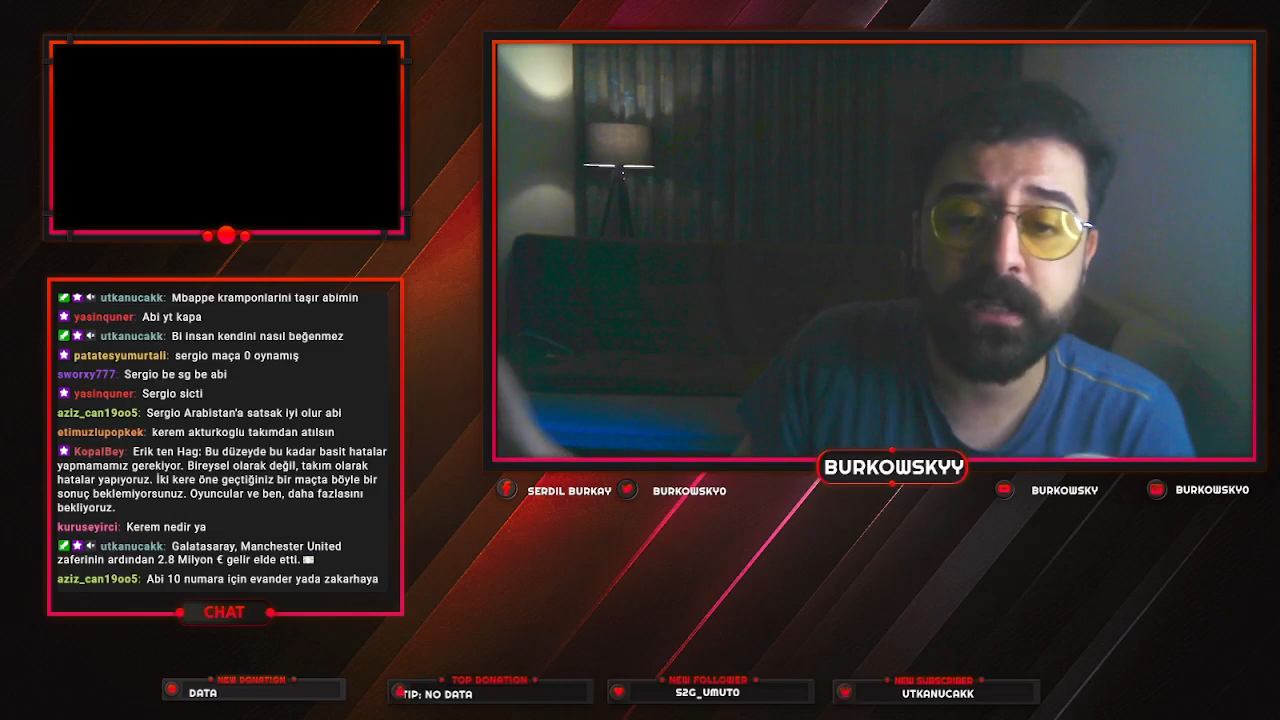 utkanucakk: Mbappe kramponlarini taşır abimin
yasinquner: Abi yt kapa
utkanucakk: Bi insan kendini nasıl beğenmez
patatesyumurtali: sergio maça 0 oynamış
sworxy777: Sergio be sg be abi
yasinquner: Sergio sicti
aziz_can19oo5: Sergio Arabistan'a satsak iyi olur abi
etimuzlupopkek: kerem akturkoglu takımdan atılsın
KopalBey: Erik ten Hag: Bu düzeyde bu kadar basit hatalar
yapmamamız gerekiyor. Bireysel olarak değil, takım olarak
hatalar yapıyoruz. İki kere öne geçtiğiniz bir maçta böyle bir
sonuç beklemiyorsunuz. Oyuncular ve ben, daha fazlasını
bekliyoruz.
kuruseyirci: Kerem nedir ya
utkanucakk: Galatasaray, Manchester United
zaferinin ardından 2.8 Milyon € gelir elde etti.
aziz_can19oo5: Abi 10 numara için evander yada zakarhaya
CHAT
BURKOWSKYY
SERDIL BURKAY
BURKOWSKY0
BURKOWSKY
BURKOWSKY0
NEW DONATION
DATA
TOP DONATION
TIP: NO DATA
NEW FOLLOWER
S2G_UMUT0
NEW SUBSCRIBED
UTKANUCAKK